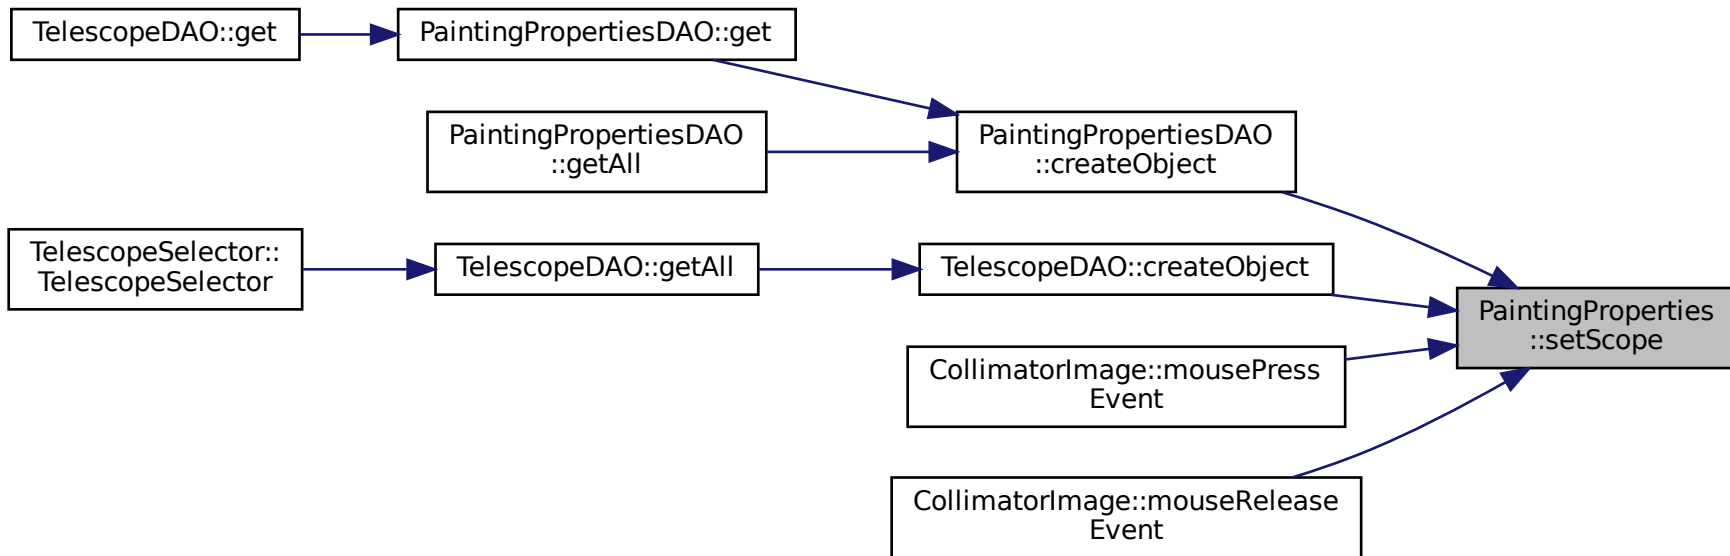 TelescopeDAO::get
PaintingPropertiesDAO::get
PaintingPropertiesDAO
::getAll
PaintingPropertiesDAO
::createObject
TelescopeSelector::
TelescopeSelector
TelescopeDAO::getAll
TelescopeDAO::createObject
PaintingProperties
::setScope
CollimatorImage::mousePress
Event
CollimatorImage::mouseRelease
Event